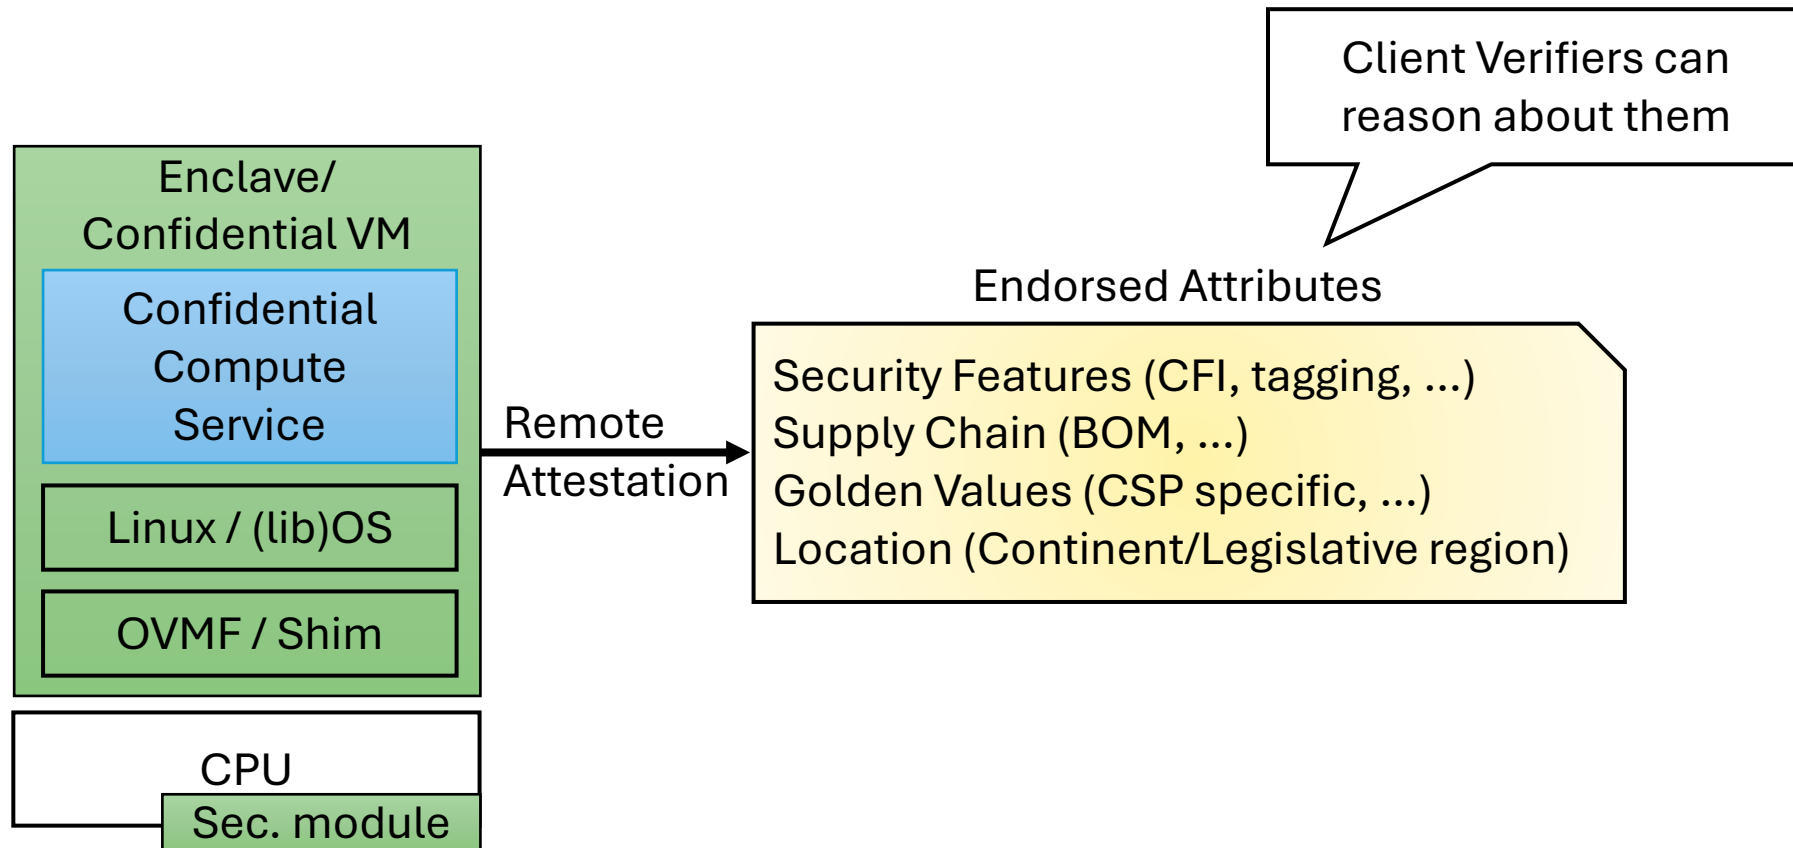 Client Verifiers can
reason about them
Enclave/
Confidential VM
Confidential
Compute
Service
Linux / (lib)OS
OVMF / Shim
CPU
Sec. module
Remote
Attestation
Endorsed Attributes
Security Features (CFI, tagging, ...)
Supply Chain (BOM, ...)
Golden Values (CSP specific, ...)
Location (Continent/Legislative region)